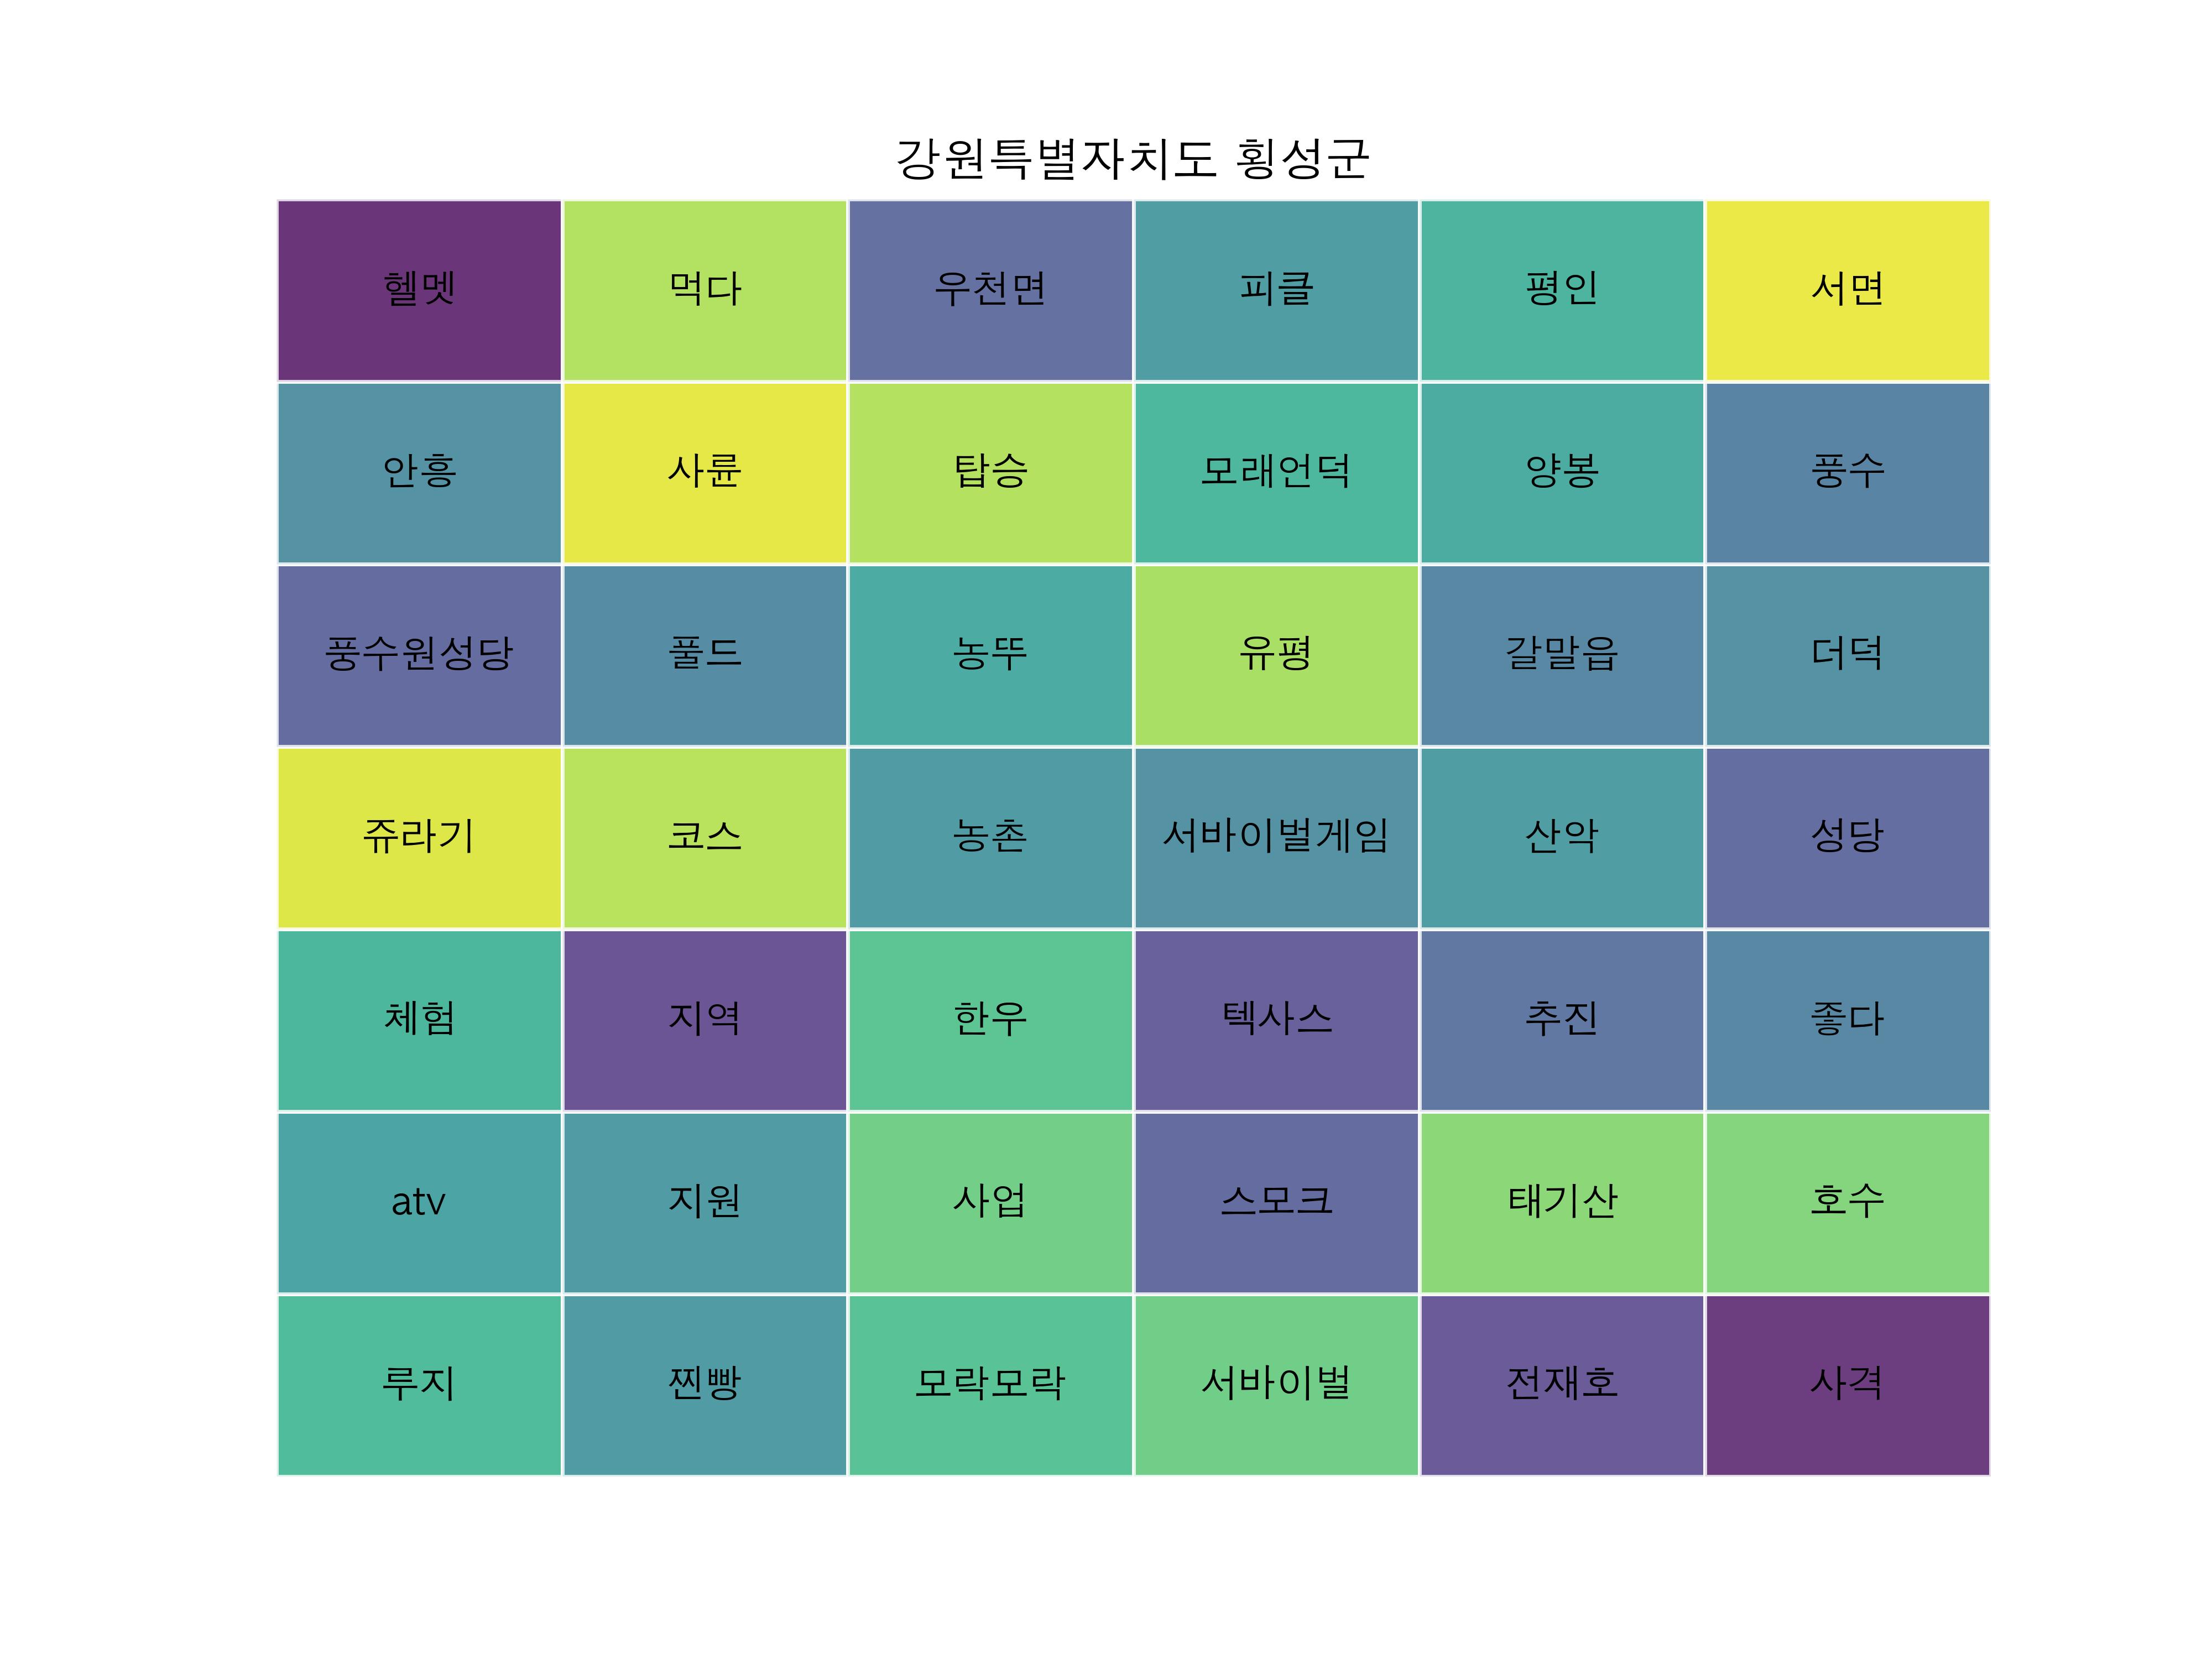 강원특별자치도 횡성군
헬멧 먹다 우천면 피클 평인 서면
안흥 사륜 탑승 모래언덕 양봉 풍수
풍수원성당 풀드 농뚜 유평 갈말읍 더덕
쥬라기 코스 농촌 서바이벌게임 산악 성당
체험 지역 한우 텍사스 추진 좋다
atv 지원 사업 스모크 태기산 호수
루지 찐빵 모락모락 서바이벌 전재호 사격